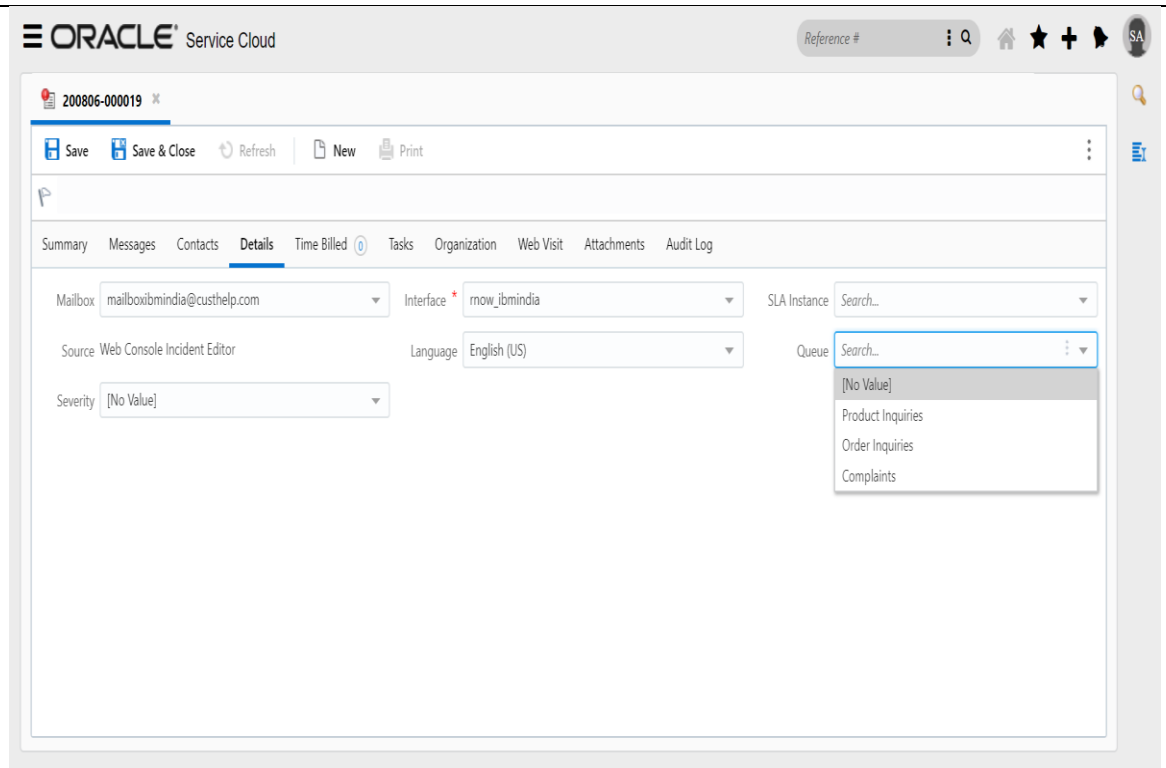 ORACLE Service Cloud Reference # SA
200806-000019 ×
Save Save & Close Refresh New Print
Summary Messages Contacts Details Time Billed 0 Tasks Organization Web Visit Attachments Audit Log
Mailbox mailboxibmindia@custhelp.com Interface * rnow_ibmindia SLA Instance Search...
Source Web Console Incident Editor Language English (US) Queue Search...
Severity [No Value] [No Value]
Product Inquiries
Order Inquiries
Complaints